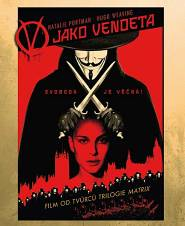 NATALIE PORTMAN HUGO WEAVING
V JAKO VENDETA
SVOBODA JE VĚČNÁ!
FILM OD TVŮRCŮ TRILOGIE MATRIX